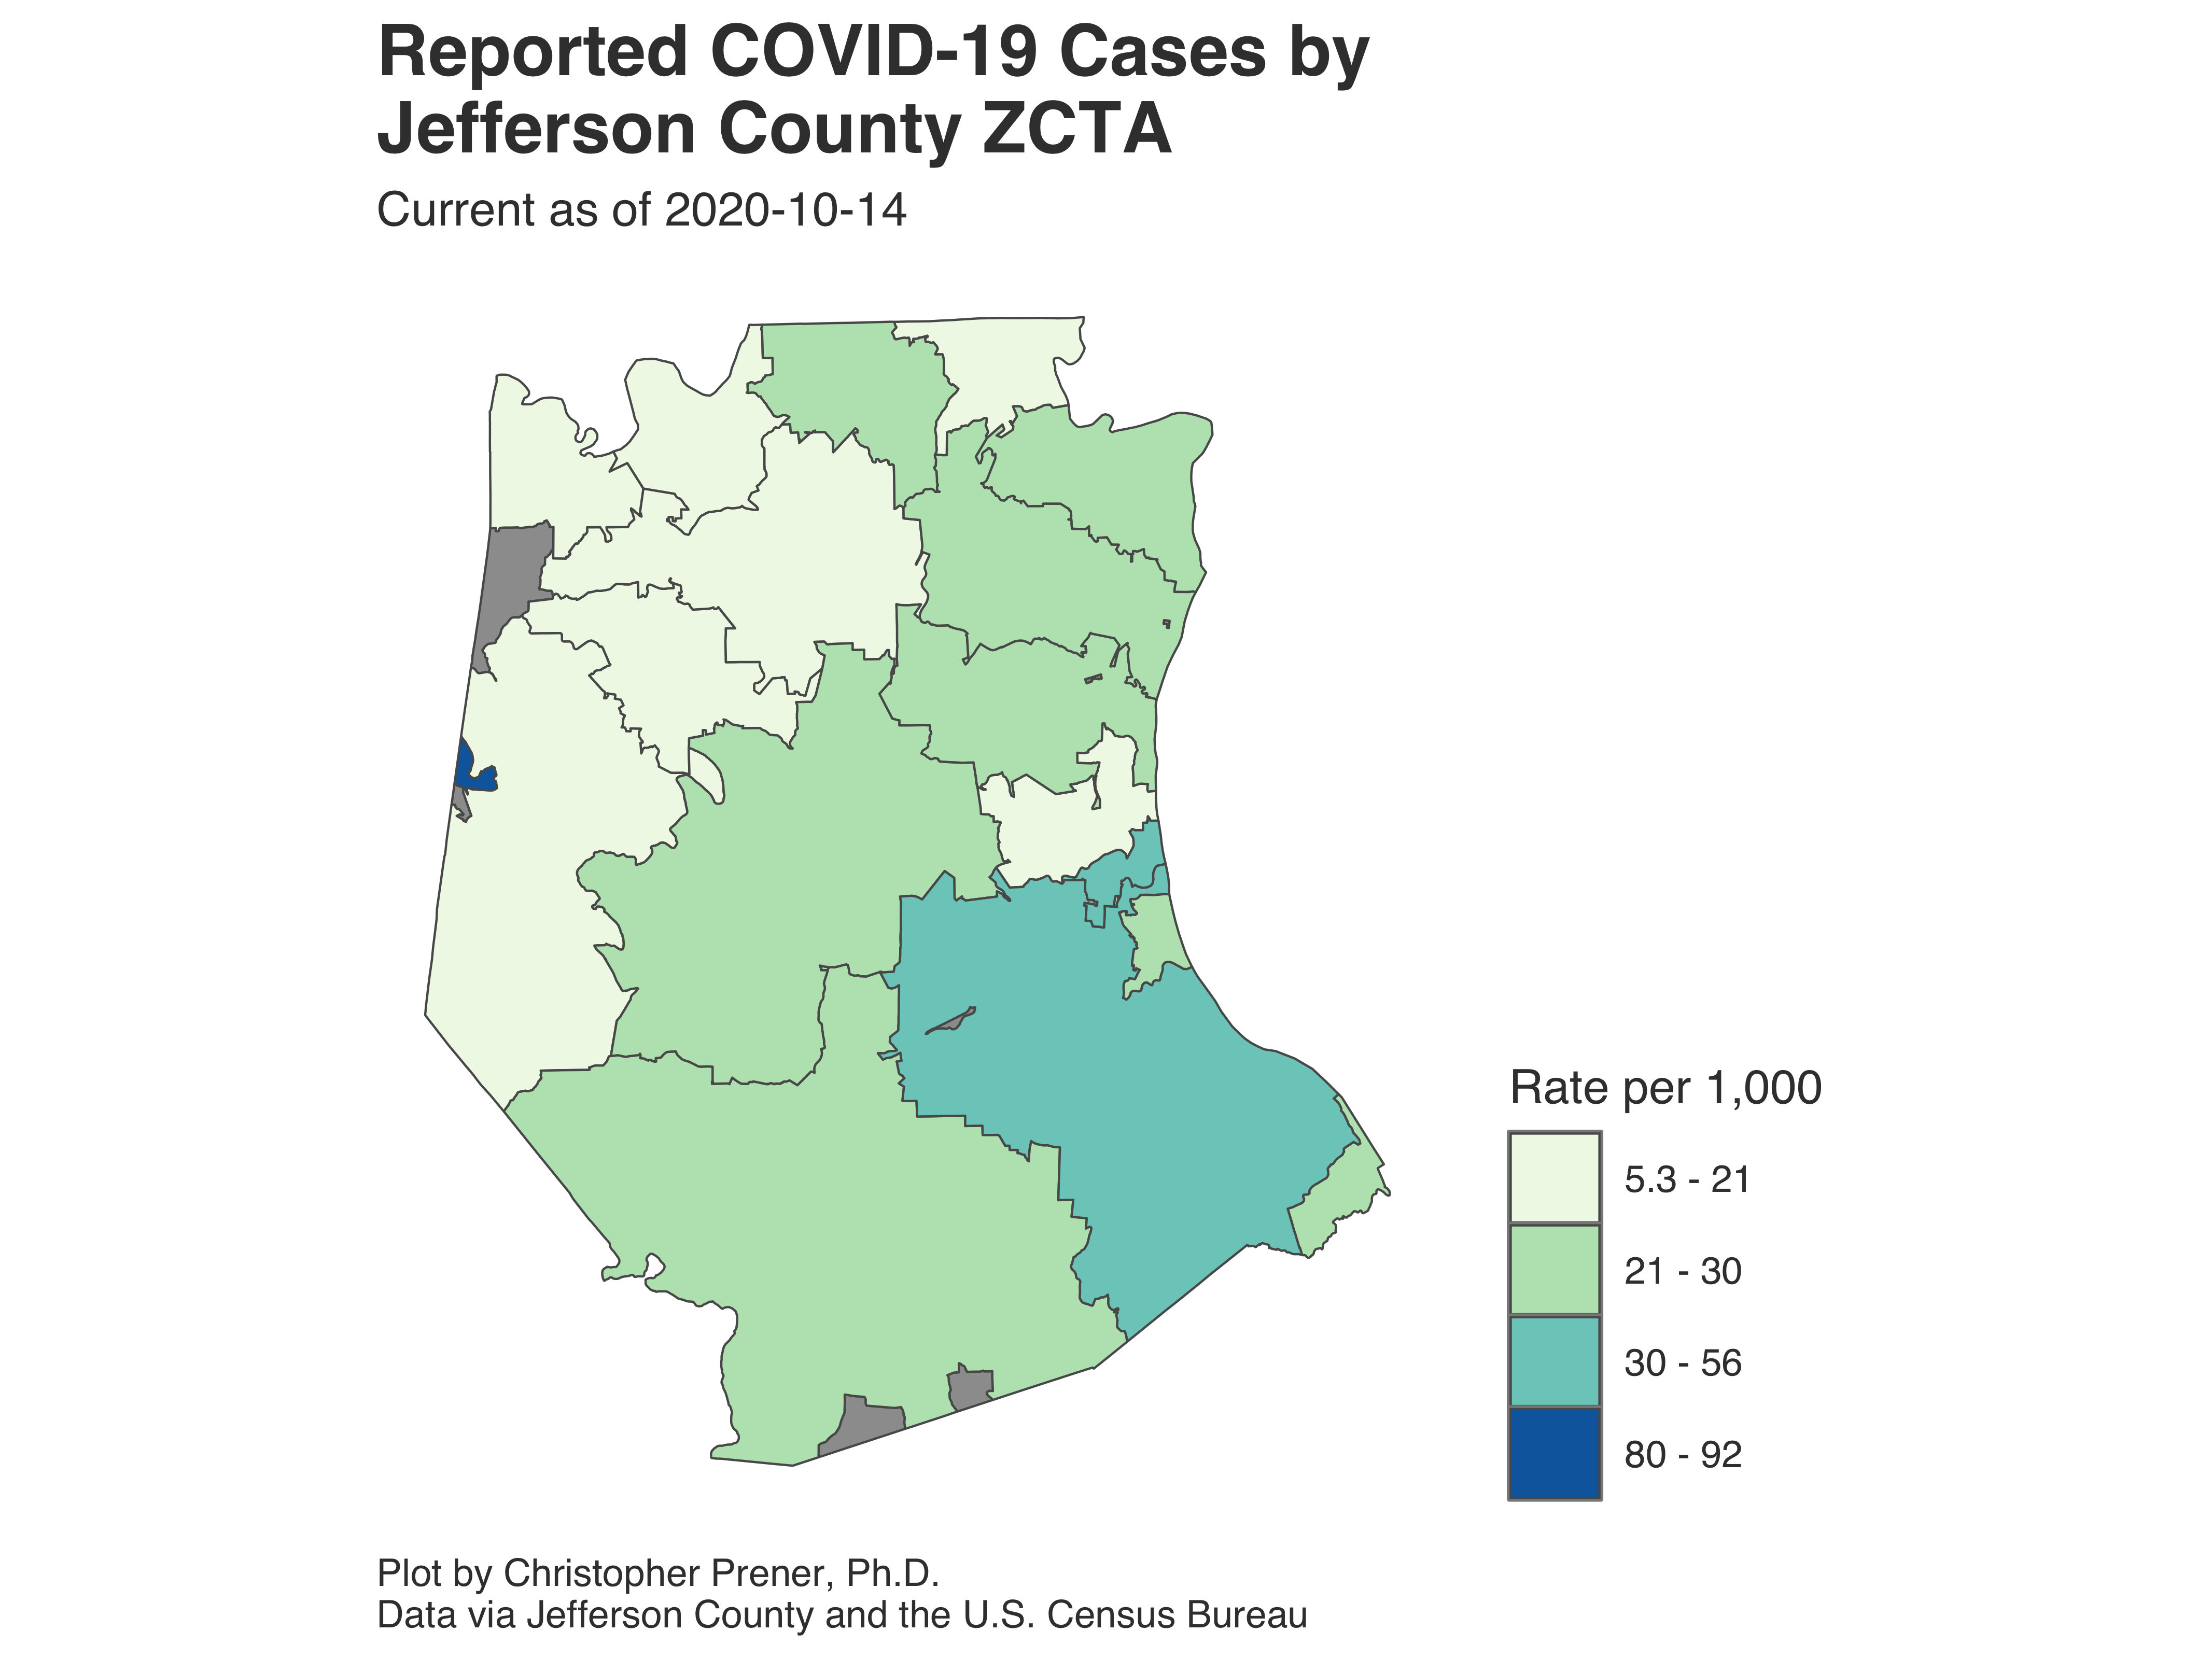 Reported COVID-19 Cases by
Jefferson County ZCTA
Current as of 2020-10-14
Rate per 1,000
5.3 - 21
21 - 30
30 - 56
80 - 92
Plot by Christopher Prener, Ph.D.
Data via Jefferson County and the U.S. Census Bureau